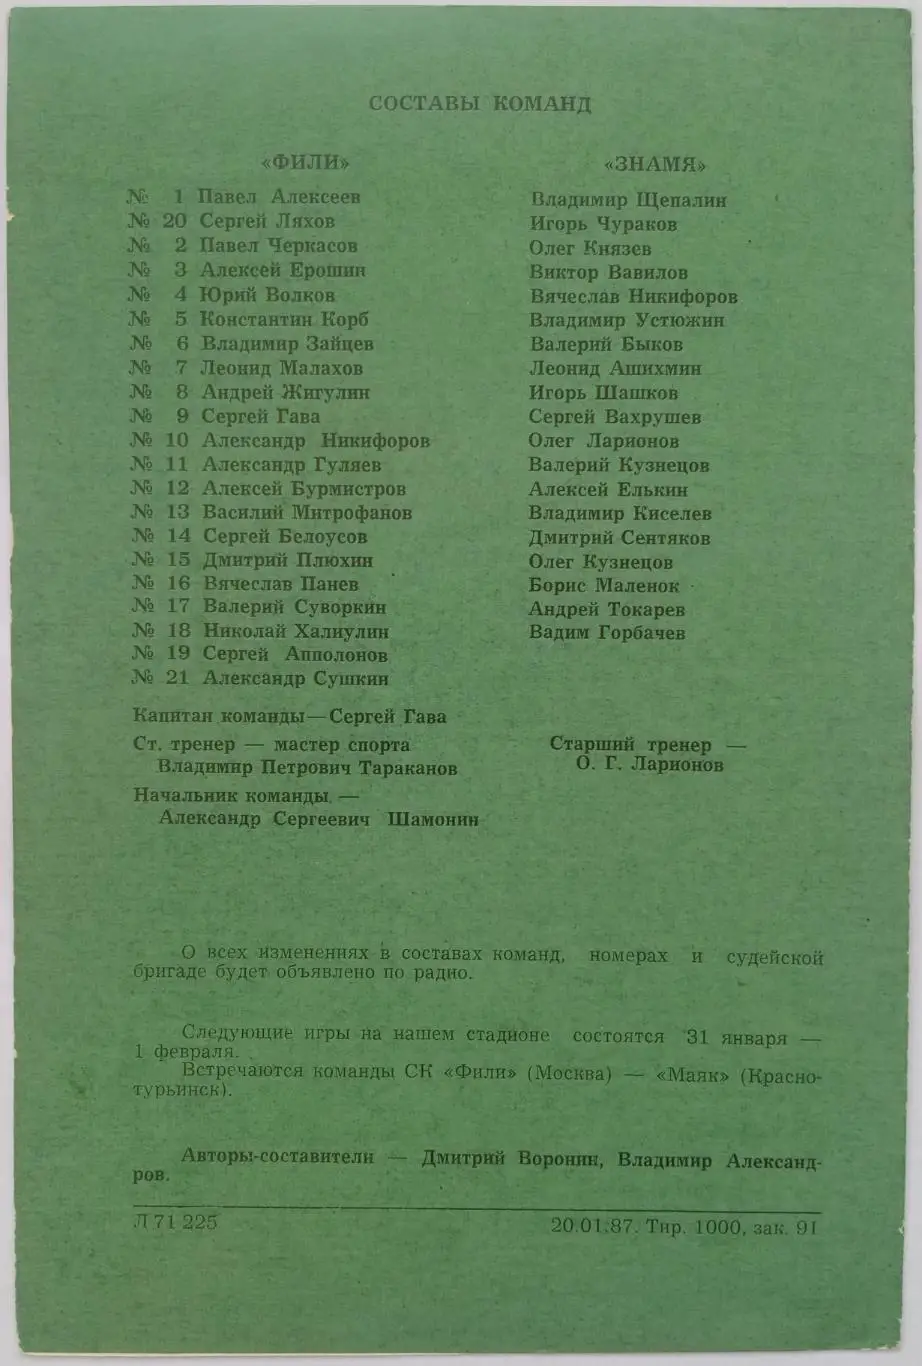 СОСТАВЫ КОМАНД
«ФИЛИ»
№ 1 Павел Алексеев
№ 20 Сергей Ляхов
№ 2 Павел Черкасов
№ 3 Алексей Ерошин
№ 4 Юрий Волков
№ 5 Константин Корб
№ 6 Владимир Зайцев
№ 7 Леонид Малахов
№ 8 Андрей Жигулин
№ 9 Сергей Гава
№ 10 Александр Никифоров
№ 11 Александр Гуляев
№ 12 Алексей Бурмистров
№ 13 Василий Митрофанов
№ 14 Сергей Белоусов
№ 15 Дмитрий Плюхин
№ 16 Вячеслав Панев
№ 17 Валерий Суворкин
№ 18 Николай Халиулин
№ 19 Сергей Апполонов
№ 21 Александр Сушкин
Капитан команды — Сергей Гава
Ст. тренер — мастер спорта
Владимир Петрович Тараканов
Начальник команды —
Александр Сергеевич Шамонин
«ЗНАМЯ»
Владимир Щепалин
Игорь Чураков
Олег Князев
Виктор Вавилов
Вячеслав Никифоров
Владимир Устюжин
Валерий Быков
Леонид Ашихмин
Игорь Шашков
Сергей Вахрушев
Олег Ларионов
Валерий Кузнецов
Алексей Елькин
Владимир Киселев
Дмитрий Сентяков
Олег Кузнецов
Борис Маленок
Андрей Токарев
Вадим Горбачев
Старший тренер —
О. Г. Ларионов
О всех изменениях в составах команд, номерах и судейской
бригаде будет объявлено по радио.
Следующие игры на нашем стадионе состоятся 31 января —
1 февраля.
Встречаются команды СК «Фили» (Москва) — «Маяк» (Красно-
турьинск).
Авторы-составители — Дмитрий Воронин, Владимир Александ-
ров.
Л 71 225 20.01.87. Тир. 1000, зак. 91